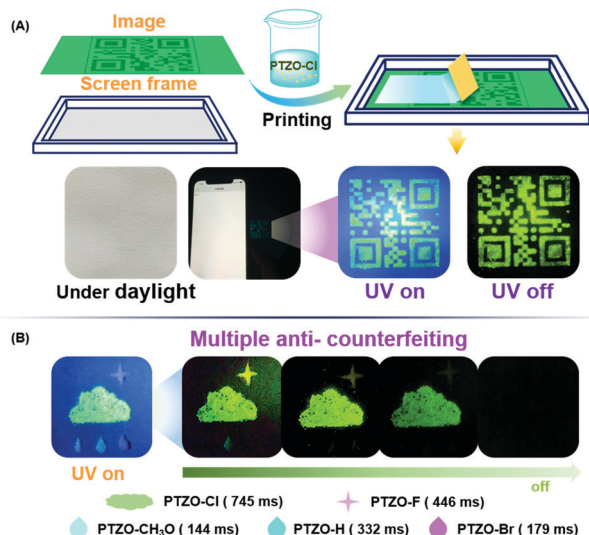 (A)
Image
PTZO-Cl
Screen frame
Printing
Under daylight
UV on
UV off
(B)
Multiple anti- counterfeiting
UV on
off
PTZO-Cl ( 745 ms)
PTZO-F ( 446 ms)
PTZO-CH₃O ( 144 ms)
PTZO-H ( 332 ms)
PTZO-Br ( 179 ms)